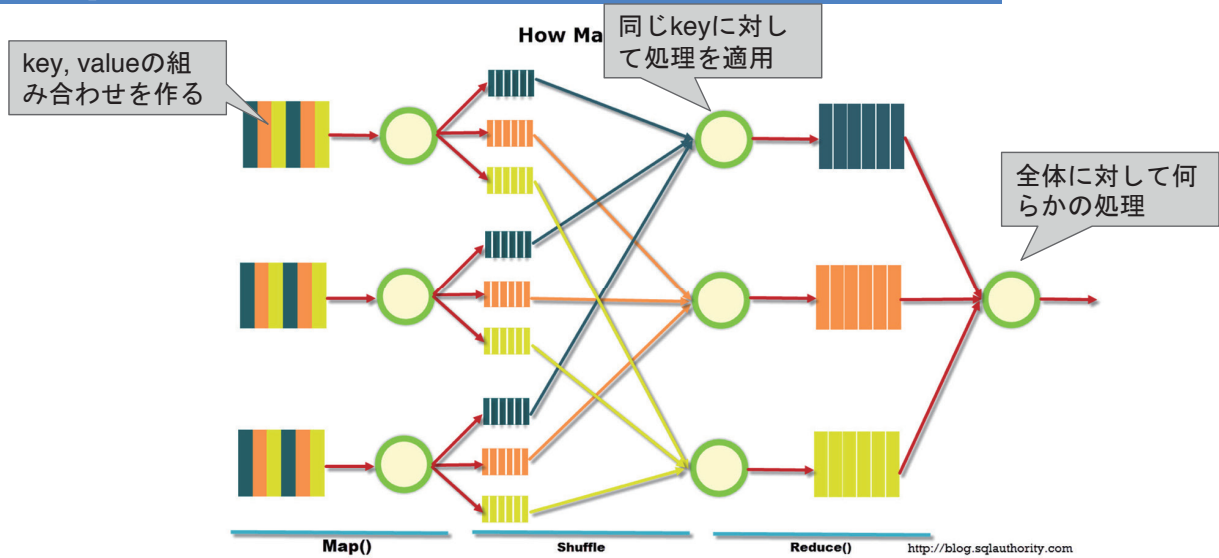 How Ma
key, valueの組
み合わせを作る
同じkeyに対し
て処理を適用
全体に対して何
らかの処理
Map()
Shuffle
Reduce()
http://blog.sqlauthority.com